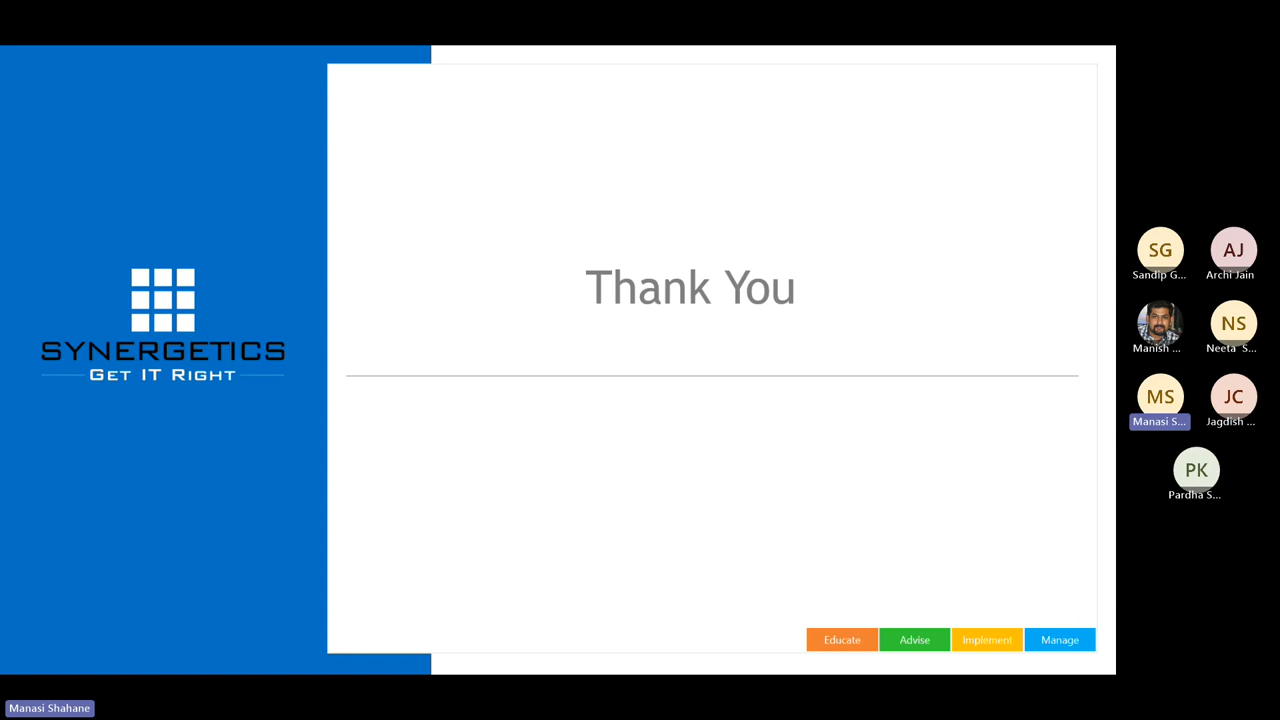 SYNERGETICS
GET IT RIGHT
Thank You
Educate
Advise
Implement
Manage
SG
Sandip G...
AJ
Archi Jain
Manish ...
NS
Neeta S...
MS
Manasi S...
JC
Jagdish ...
PK
Pardha S...
Manasi Shahane